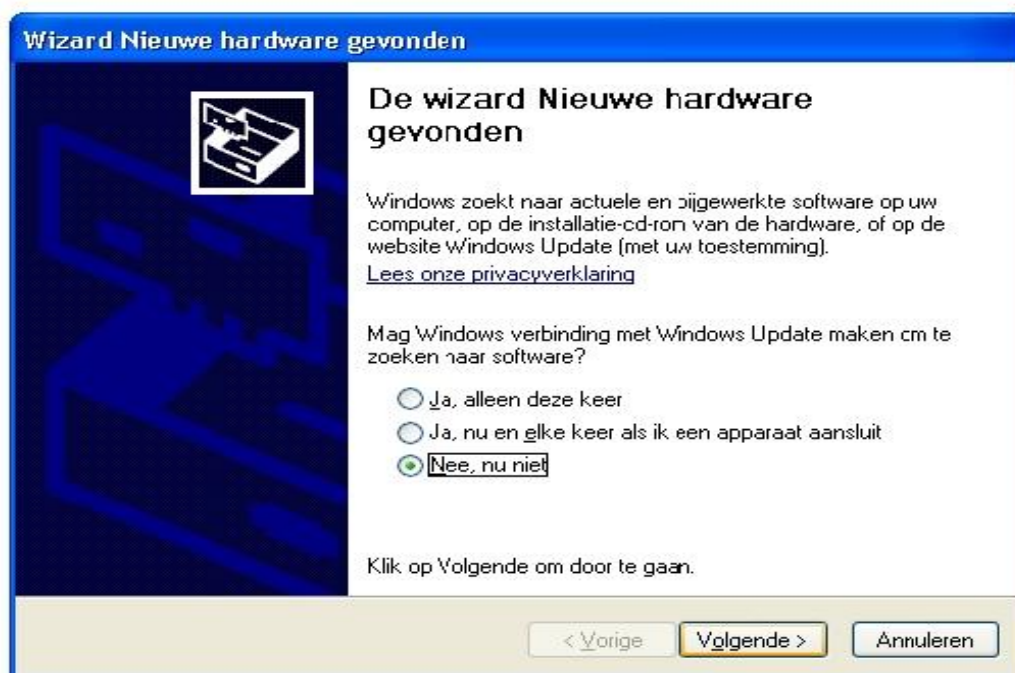 Wizard Nieuwe hardware gevonden
De wizard Nieuwe hardware
gevonden
Windows zoekt naar actuele en bijgewerkte software op uw
computer, op de installatie-cd-rom van de hardware, of op de
website Windows Update (met uw toestemming).
Lees onze privacyverklaring
Mag Windows verbinding met Windows Update maken om te
zoeken naar software?
Ja, alleen deze keer
Ja, nu en elke keer als ik een apparaat aansluit
Nee, nu niet
Klik op Volgende om door te gaan.
< Vorige
Volgende >
Annuleren